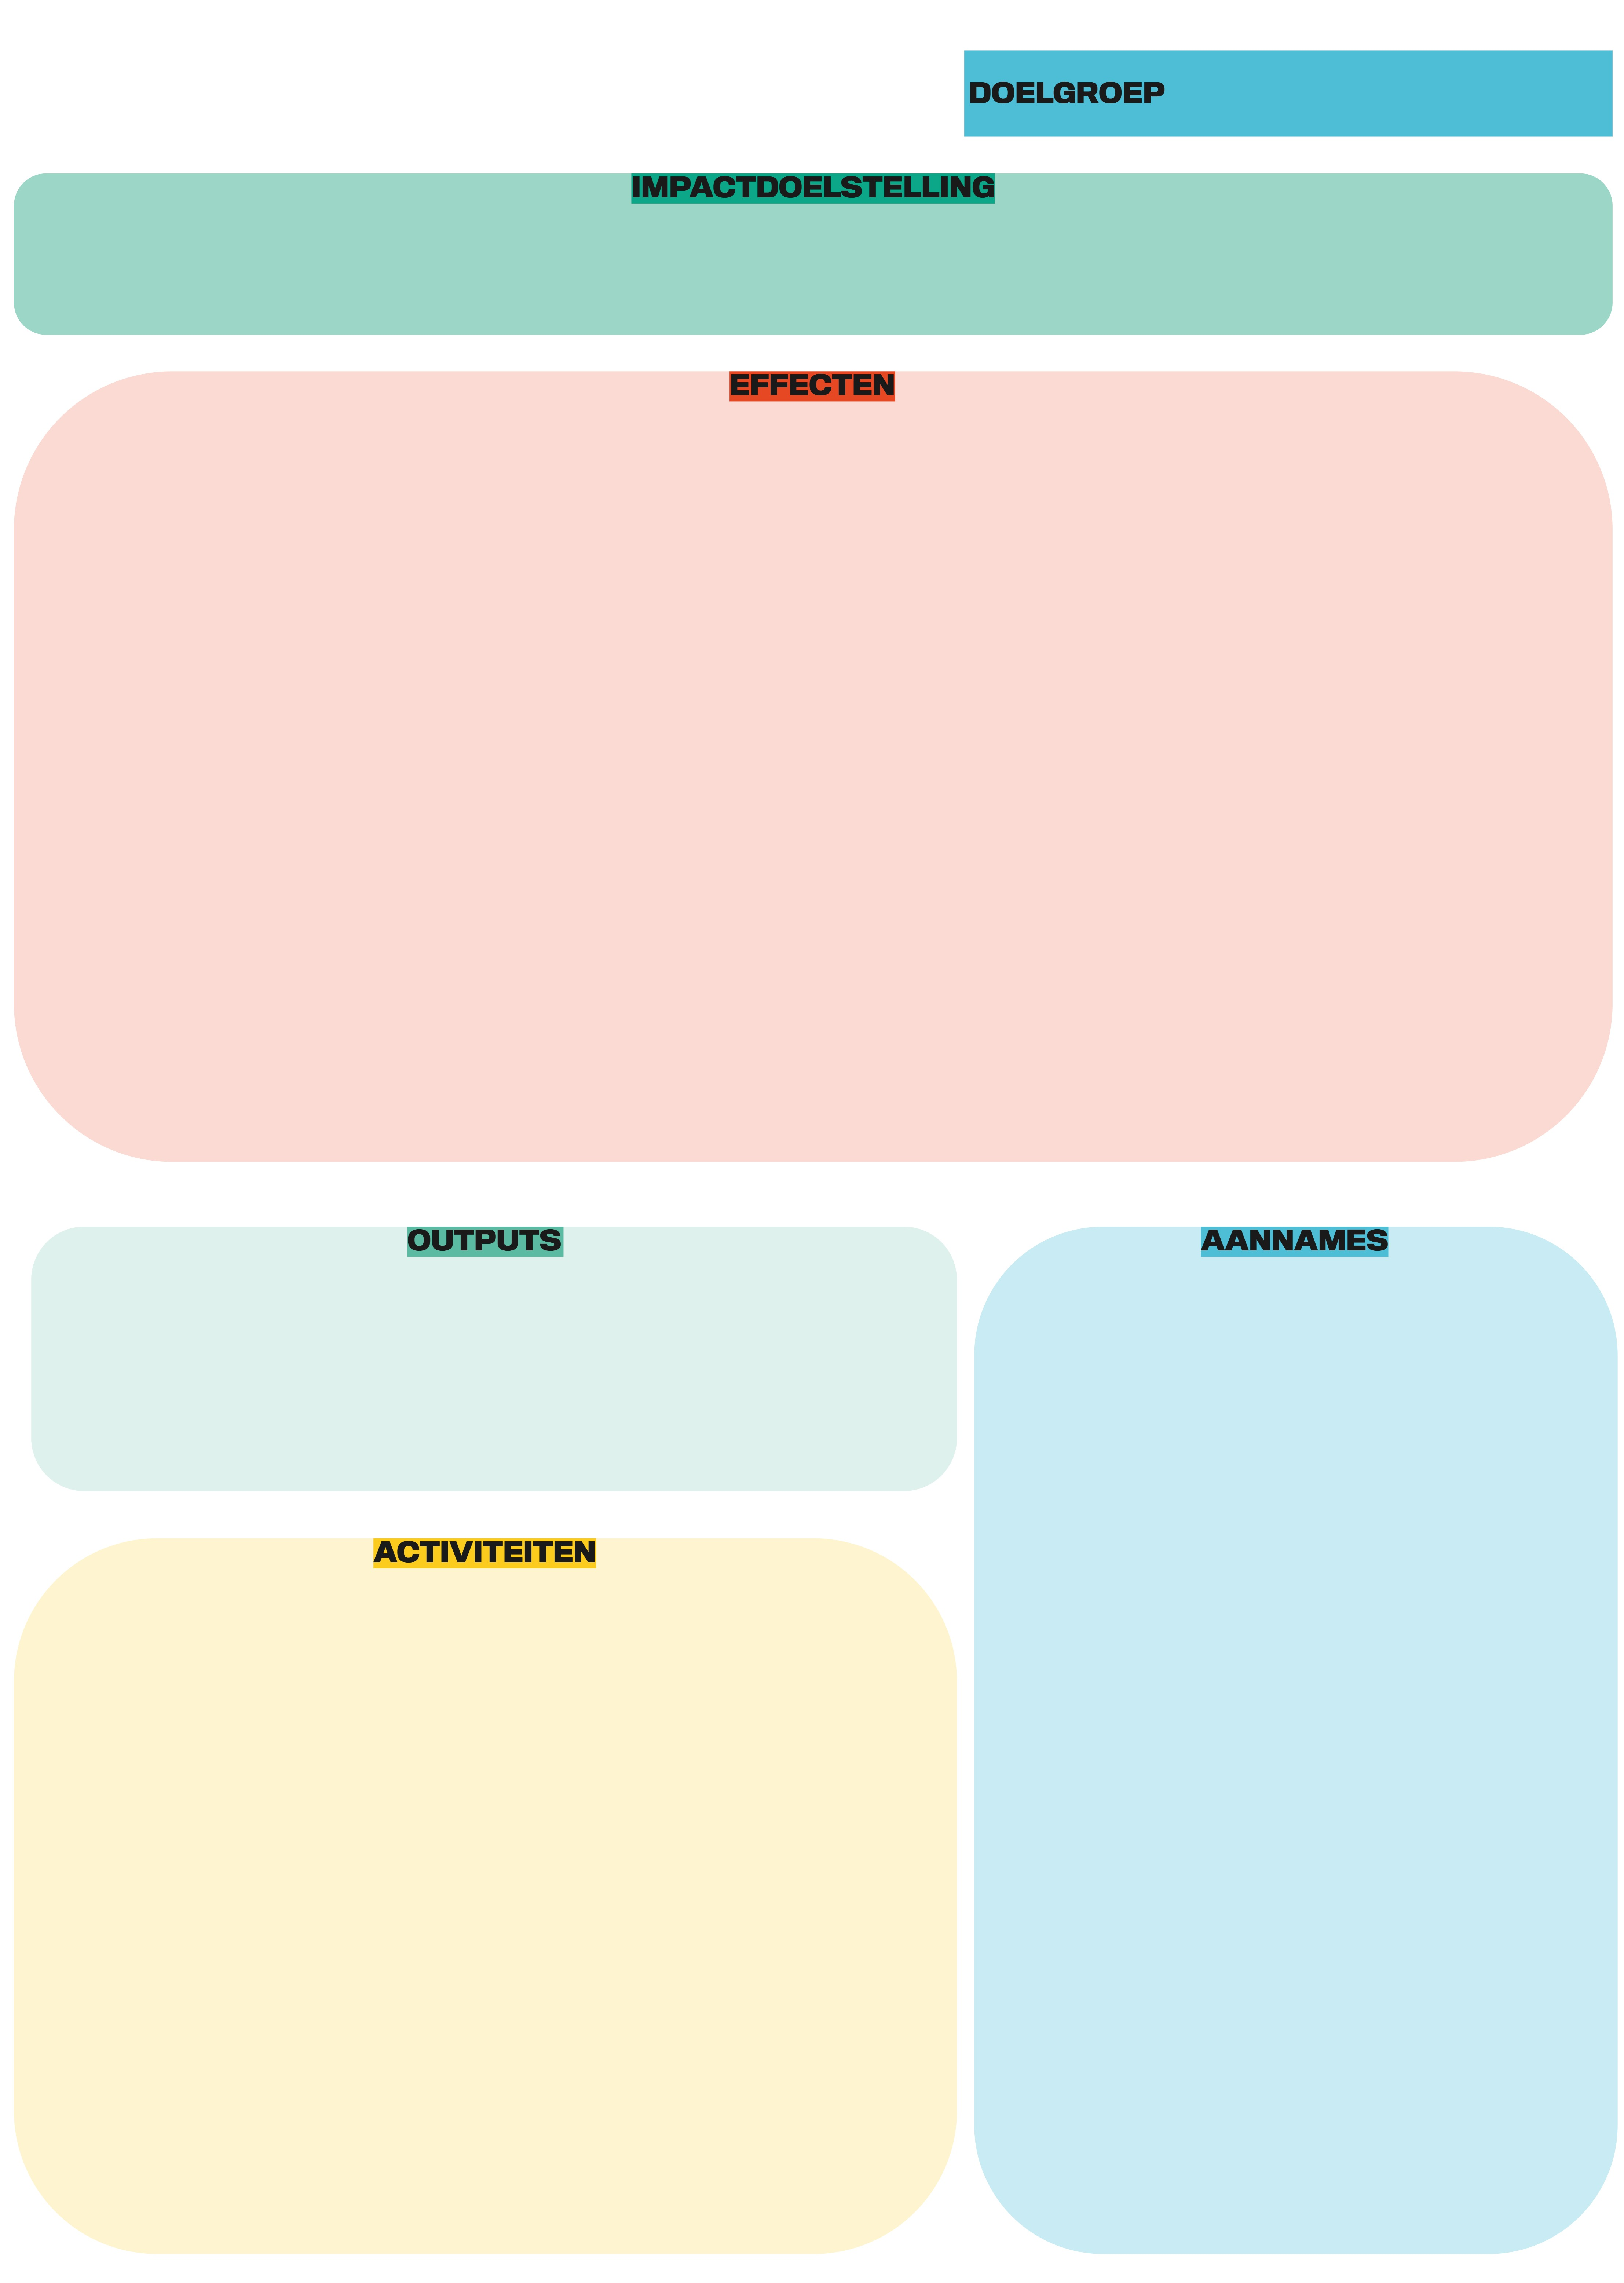 DOELGROEP
IMPACTDOELSTELLING
EFFECTEN
OUTPUTS
AANNAMES
ACTIVITEITEN